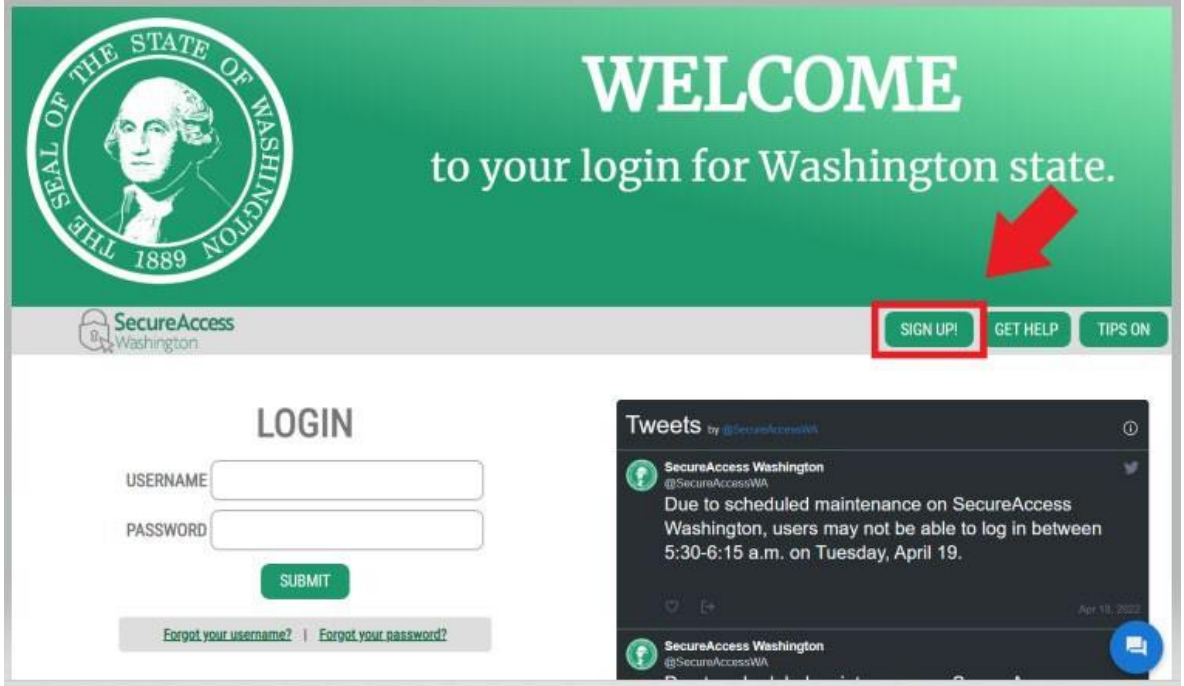 THE SEAL OF THE STATE OF WASHINGTON
1889
WELCOME
to your login for Washington state.
SecureAccess
Washington
SIGN UP!
GET HELP
TIPS ON
LOGIN
USERNAME
PASSWORD
SUBMIT
Forgot your username? | Forgot your password?
Tweets by @SecureAccessWA
SecureAccess Washington
@SecureAccessWA
Due to scheduled maintenance on SecureAccess
Washington, users may not be able to log in between
5:30-6:15 a.m. on Tuesday, April 19.
SecureAccess Washington
@SecureAccessWA